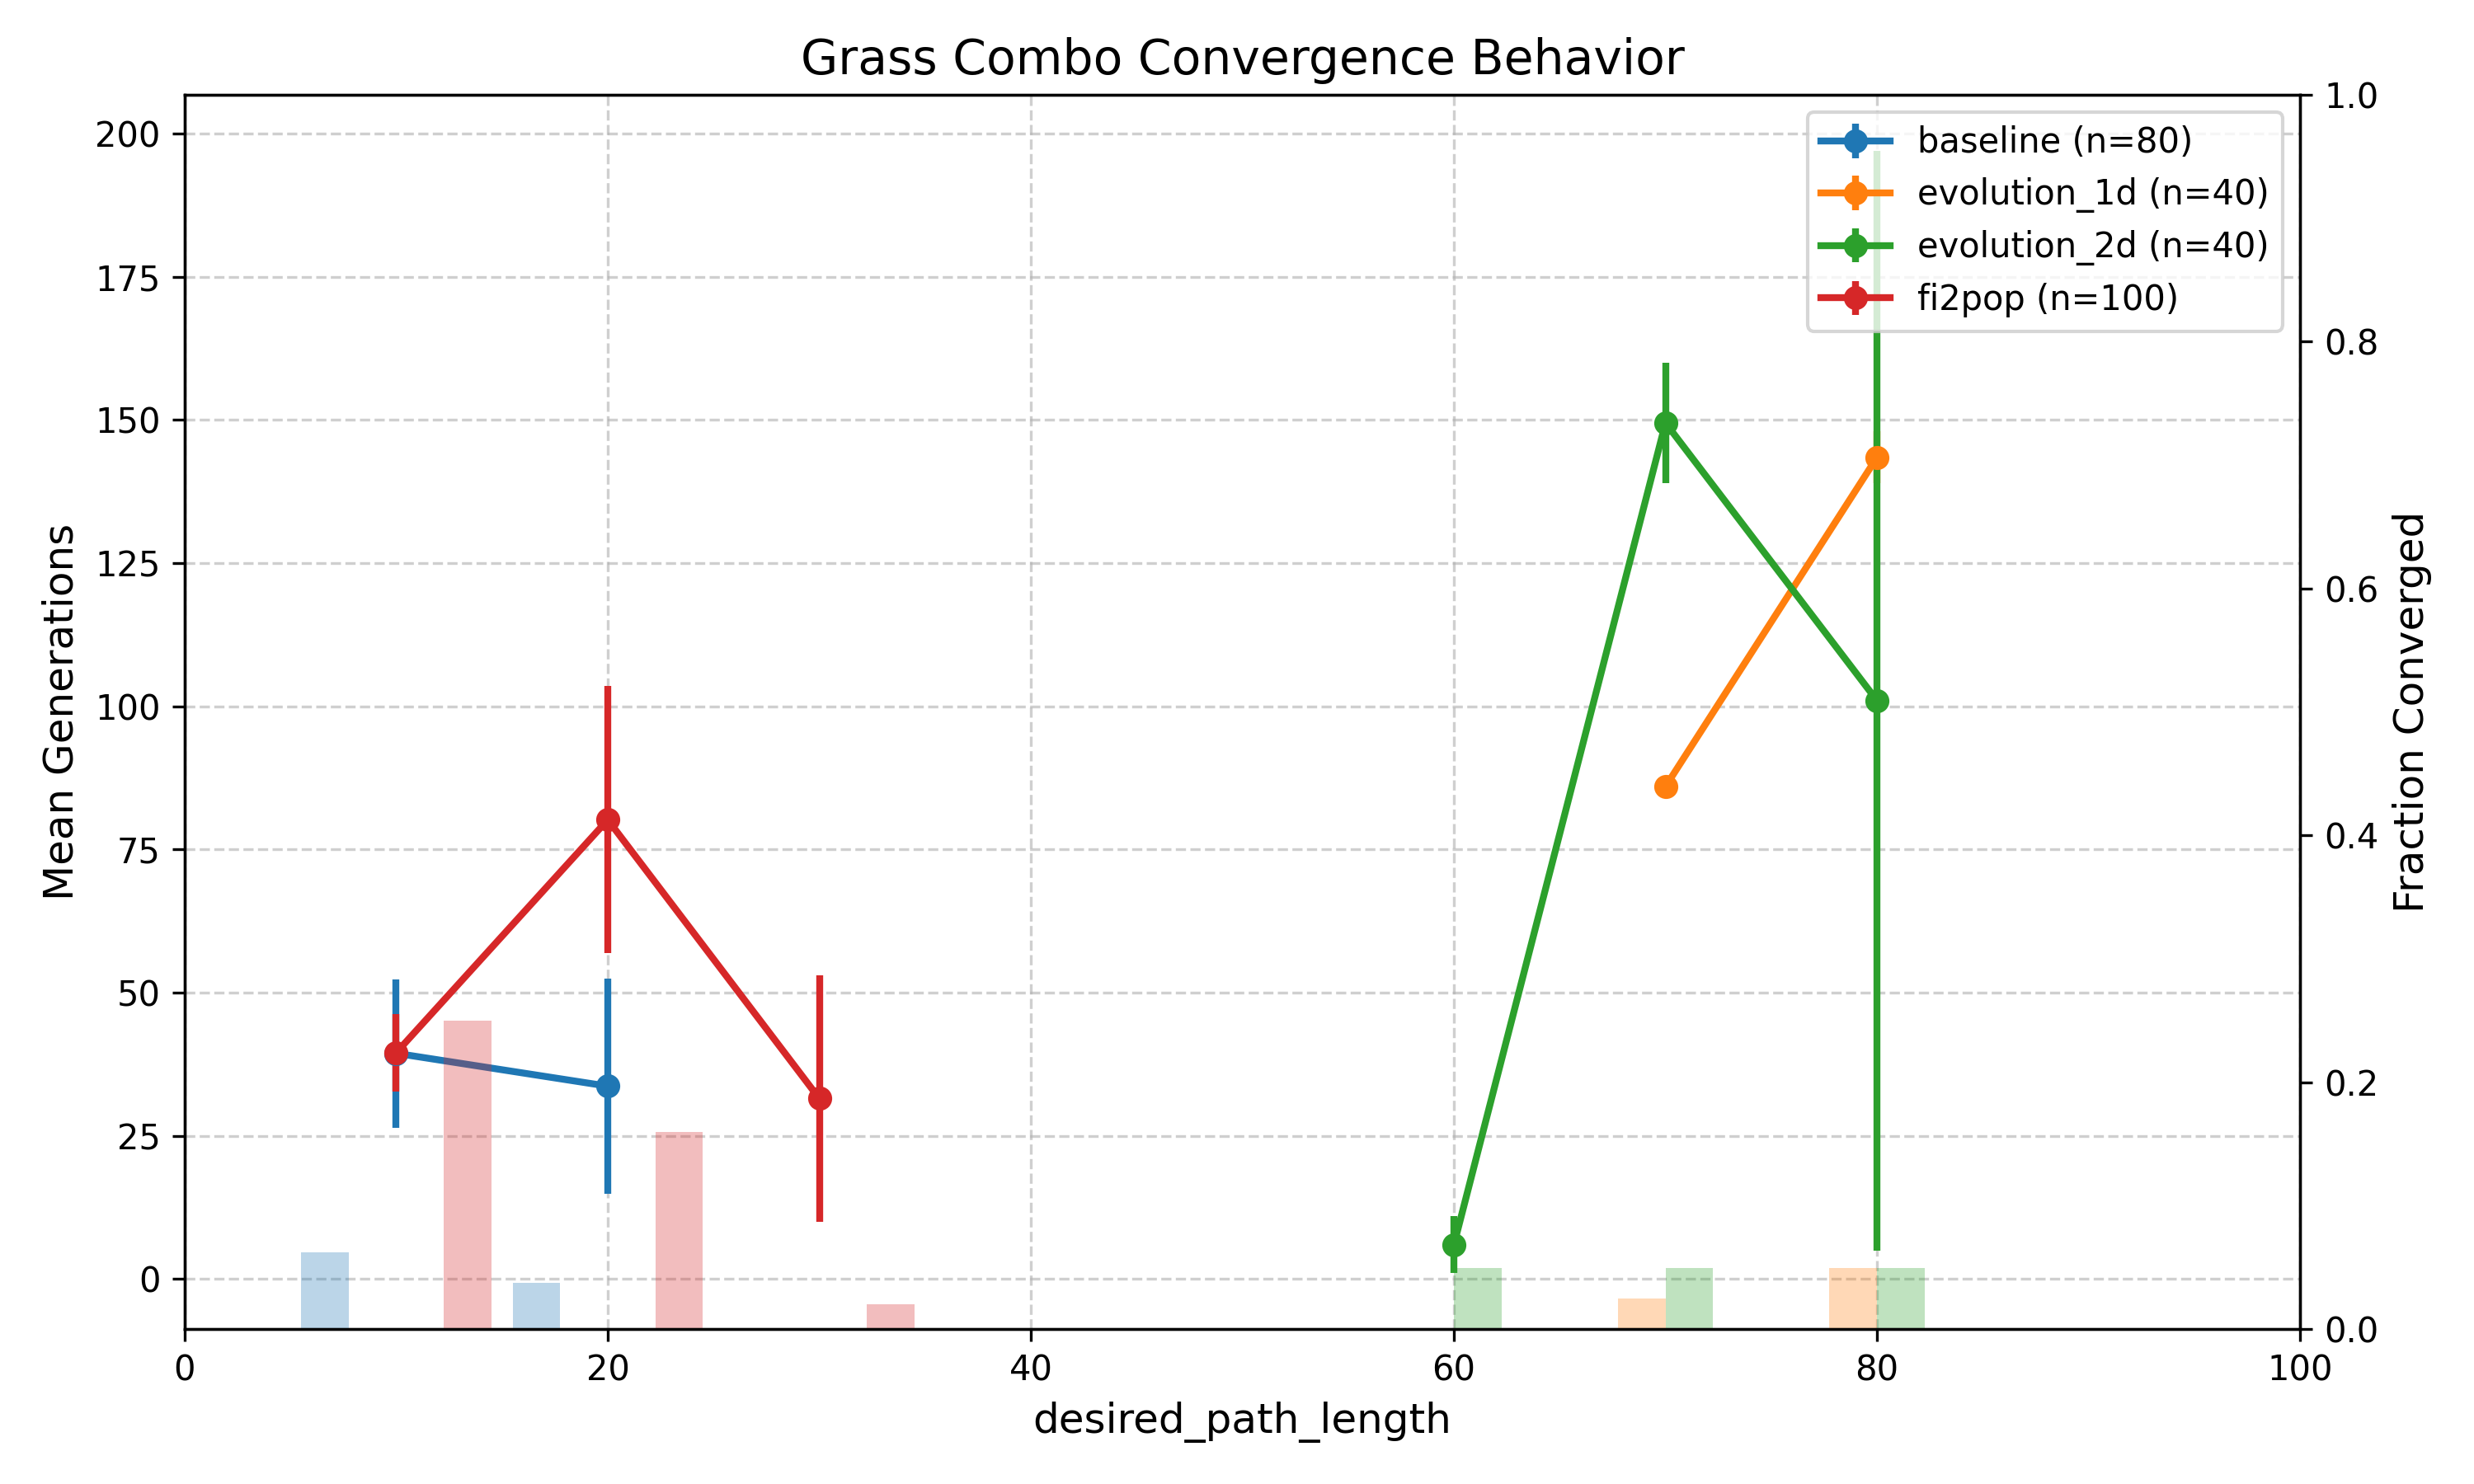 Grass Combo Convergence Behavior
Mean Generations
200
175
150
125
100
75
50
25
0
1.0
0.8
0.6
0.4
0.2
0.0
Fraction Converged
baseline (n=80)
evolution_1d (n=40)
evolution_2d (n=40)
fi2pop (n=100)
0 20 40 60 80 100
desired_path_length